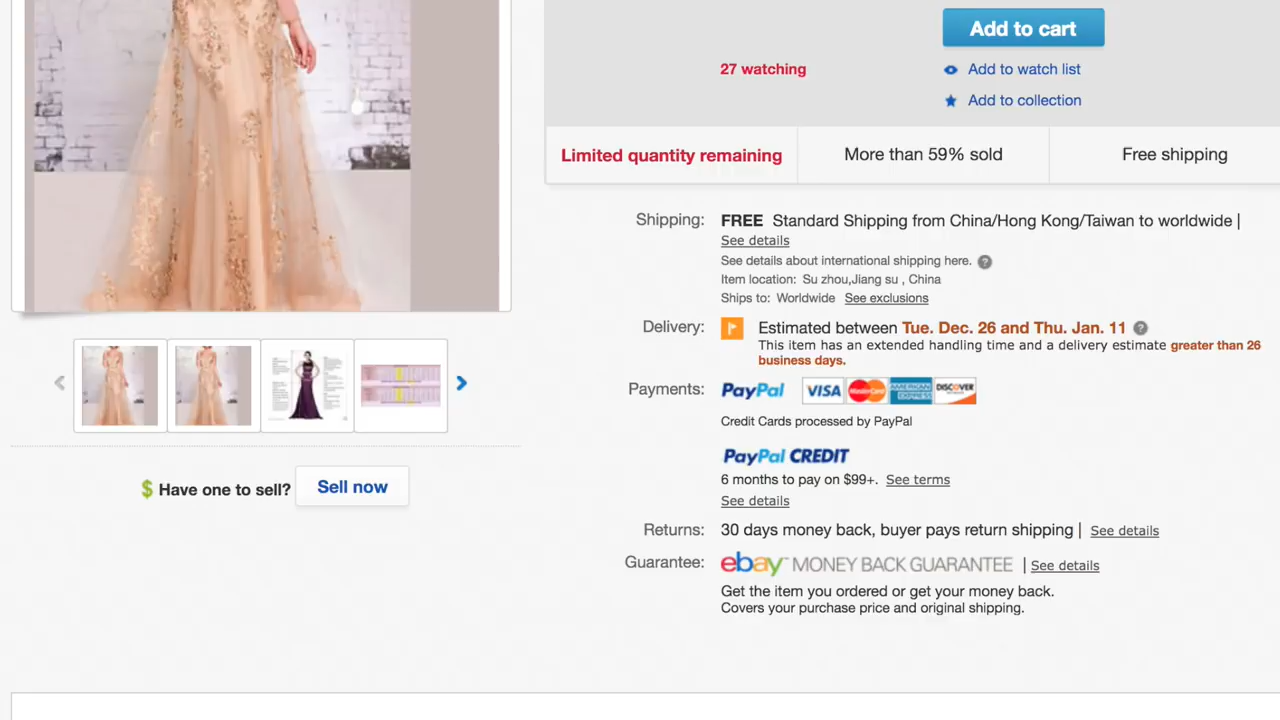 Add to cart
27 watching
Add to watch list
Add to collection
Limited quantity remaining
More than 59% sold
Free shipping
Shipping:
FREE Standard Shipping from China/Hong Kong/Taiwan to worldwide |
See details
See details about international shipping here. ?
Item location: Su zhou,Jiang su , China
Ships to: Worldwide See exclusions
Delivery:
Estimated between Tue. Dec. 26 and Thu. Jan. 11 ?
This item has an extended handling time and a delivery estimate greater than 26
business days.
Payments:
PayPal VISA MasterCard AMERICAN EXPRESS DISCOVER
Credit Cards processed by PayPal
PayPal CREDIT
6 months to pay on $99+. See terms
See details
$ Have one to sell? Sell now
Returns:
30 days money back, buyer pays return shipping | See details
Guarantee:
ebay™ MONEY BACK GUARANTEE | See details
Get the item you ordered or get your money back.
Covers your purchase price and original shipping.